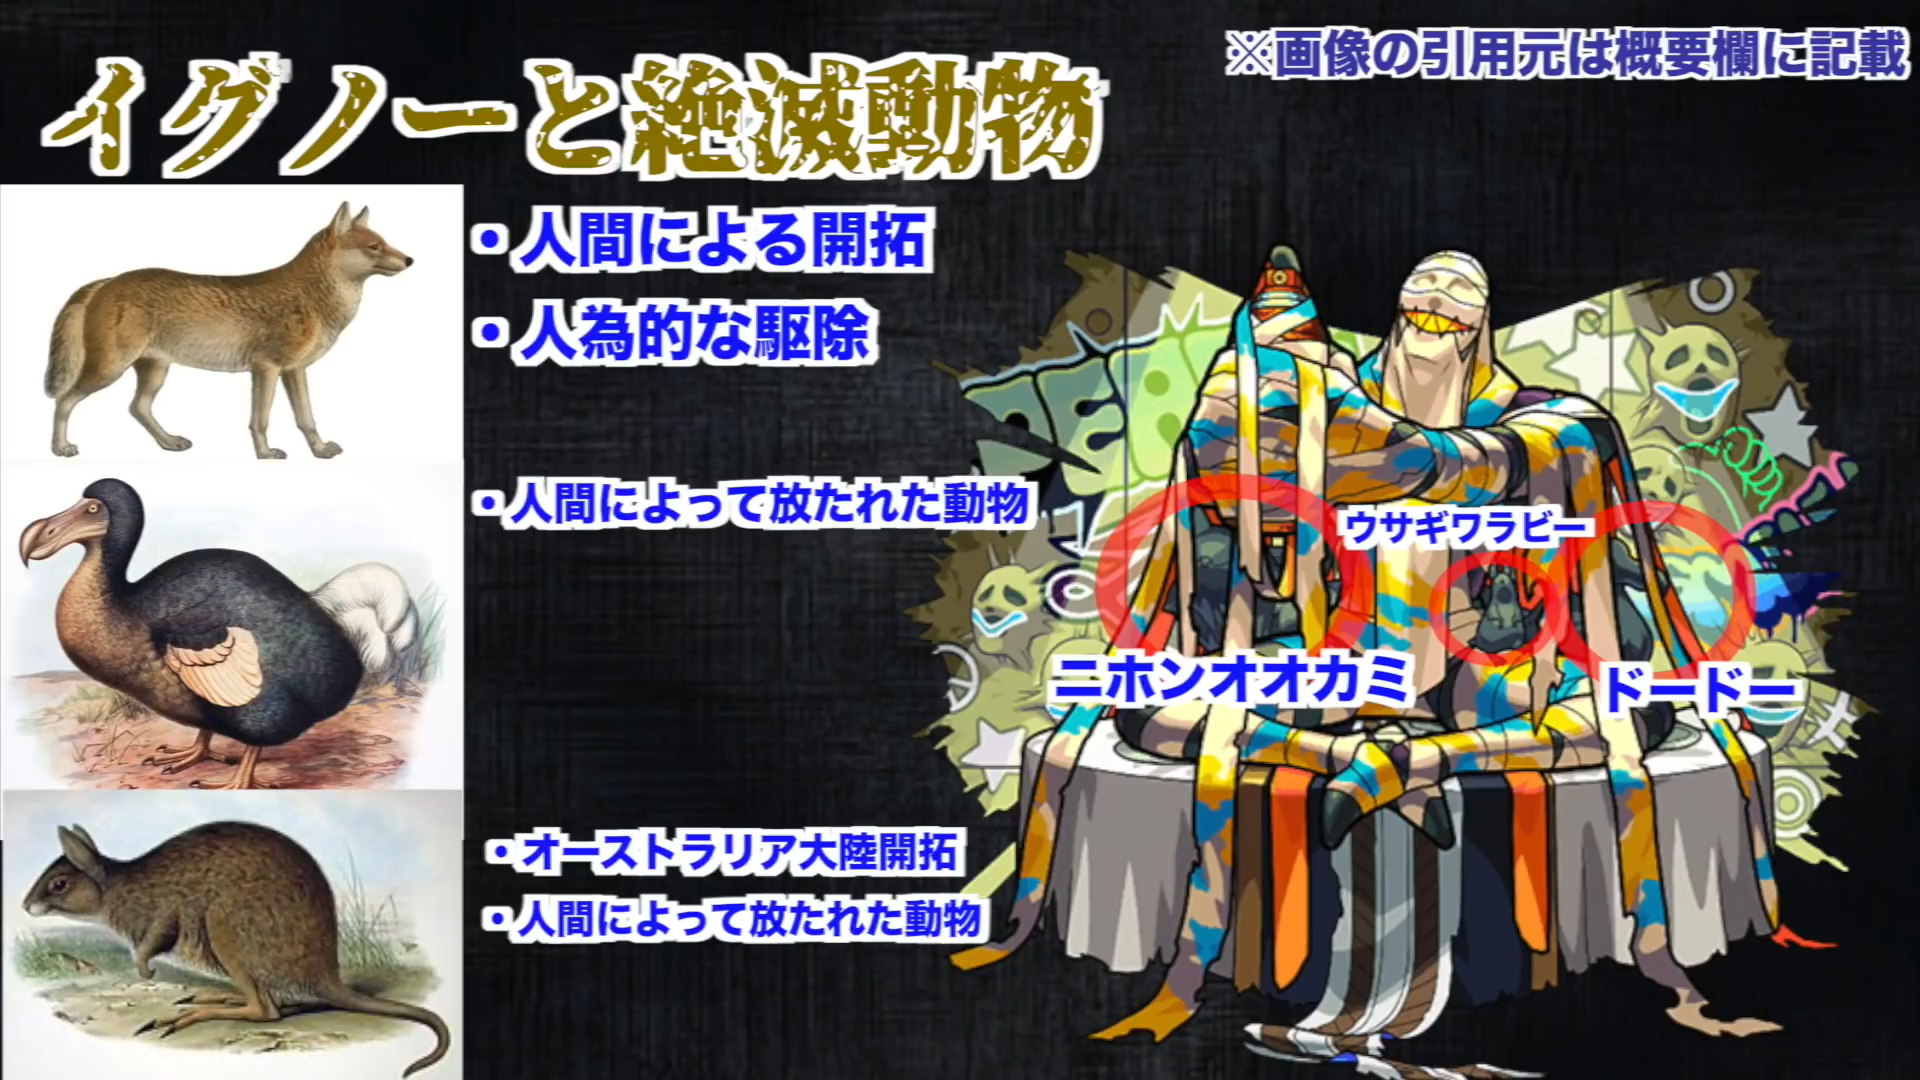 ※画像の引用元は概要欄に記載
イグノーと絶滅動物
・人間による開拓
・人為的な駆除
・人間によって放たれた動物
ウサギワラビー
ニホンオオカミ
ドードー
・オーストラリア大陸開拓
・人間によって放たれた動物